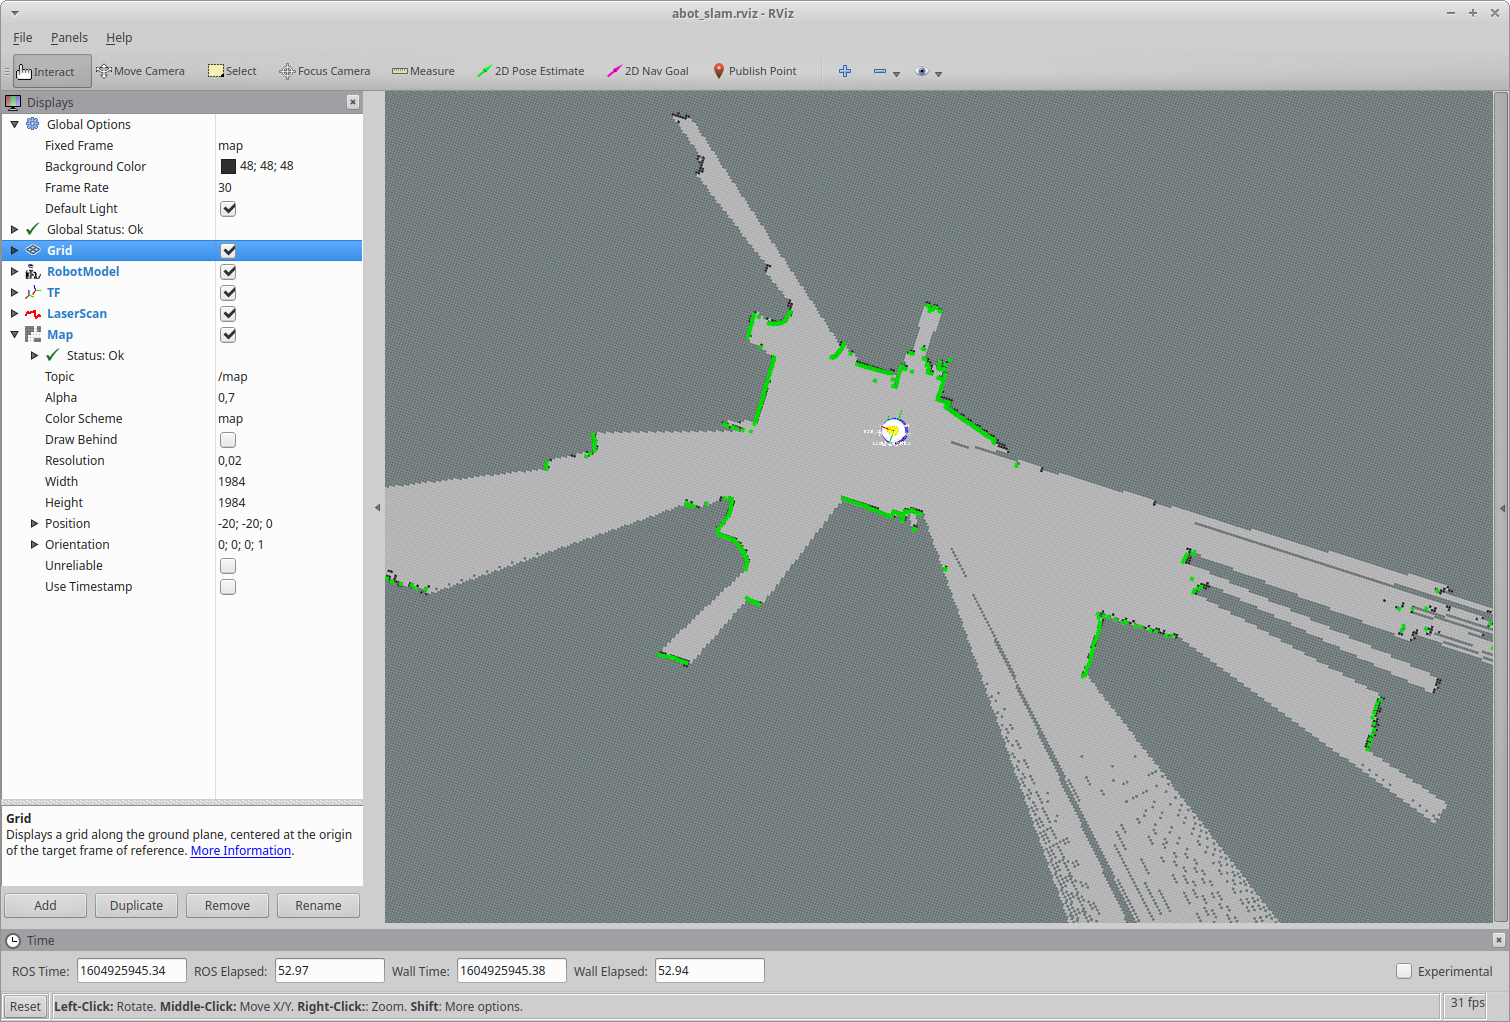 abot_slam.rviz - RViz
File Panels Help
Interact Move Camera Select Focus Camera Measure 2D Pose Estimate 2D Nav Goal Publish Point
Displays
Global Options
Fixed Frame map
Background Color 48; 48; 48
Frame Rate 30
Default Light
Global Status: Ok
Grid
RobotModel
TF
LaserScan
Map
Status: Ok
Topic /map
Alpha 0,7
Color Scheme map
Draw Behind
Resolution 0,02
Width 1984
Height 1984
Position -20; -20; 0
Orientation 0; 0; 0; 1
Unreliable
Use Timestamp
Grid
Displays a grid along the ground plane, centered at the origin
of the target frame of reference. More Information.
Add Duplicate Remove Rename
Time
ROS Time: 1604925945.34 ROS Elapsed: 52.97 Wall Time: 1604925945.38 Wall Elapsed: 52.94 Experimental
Reset Left-Click: Rotate. Middle-Click: Move X/Y. Right-Click:: Zoom. Shift: More options. 31 fps